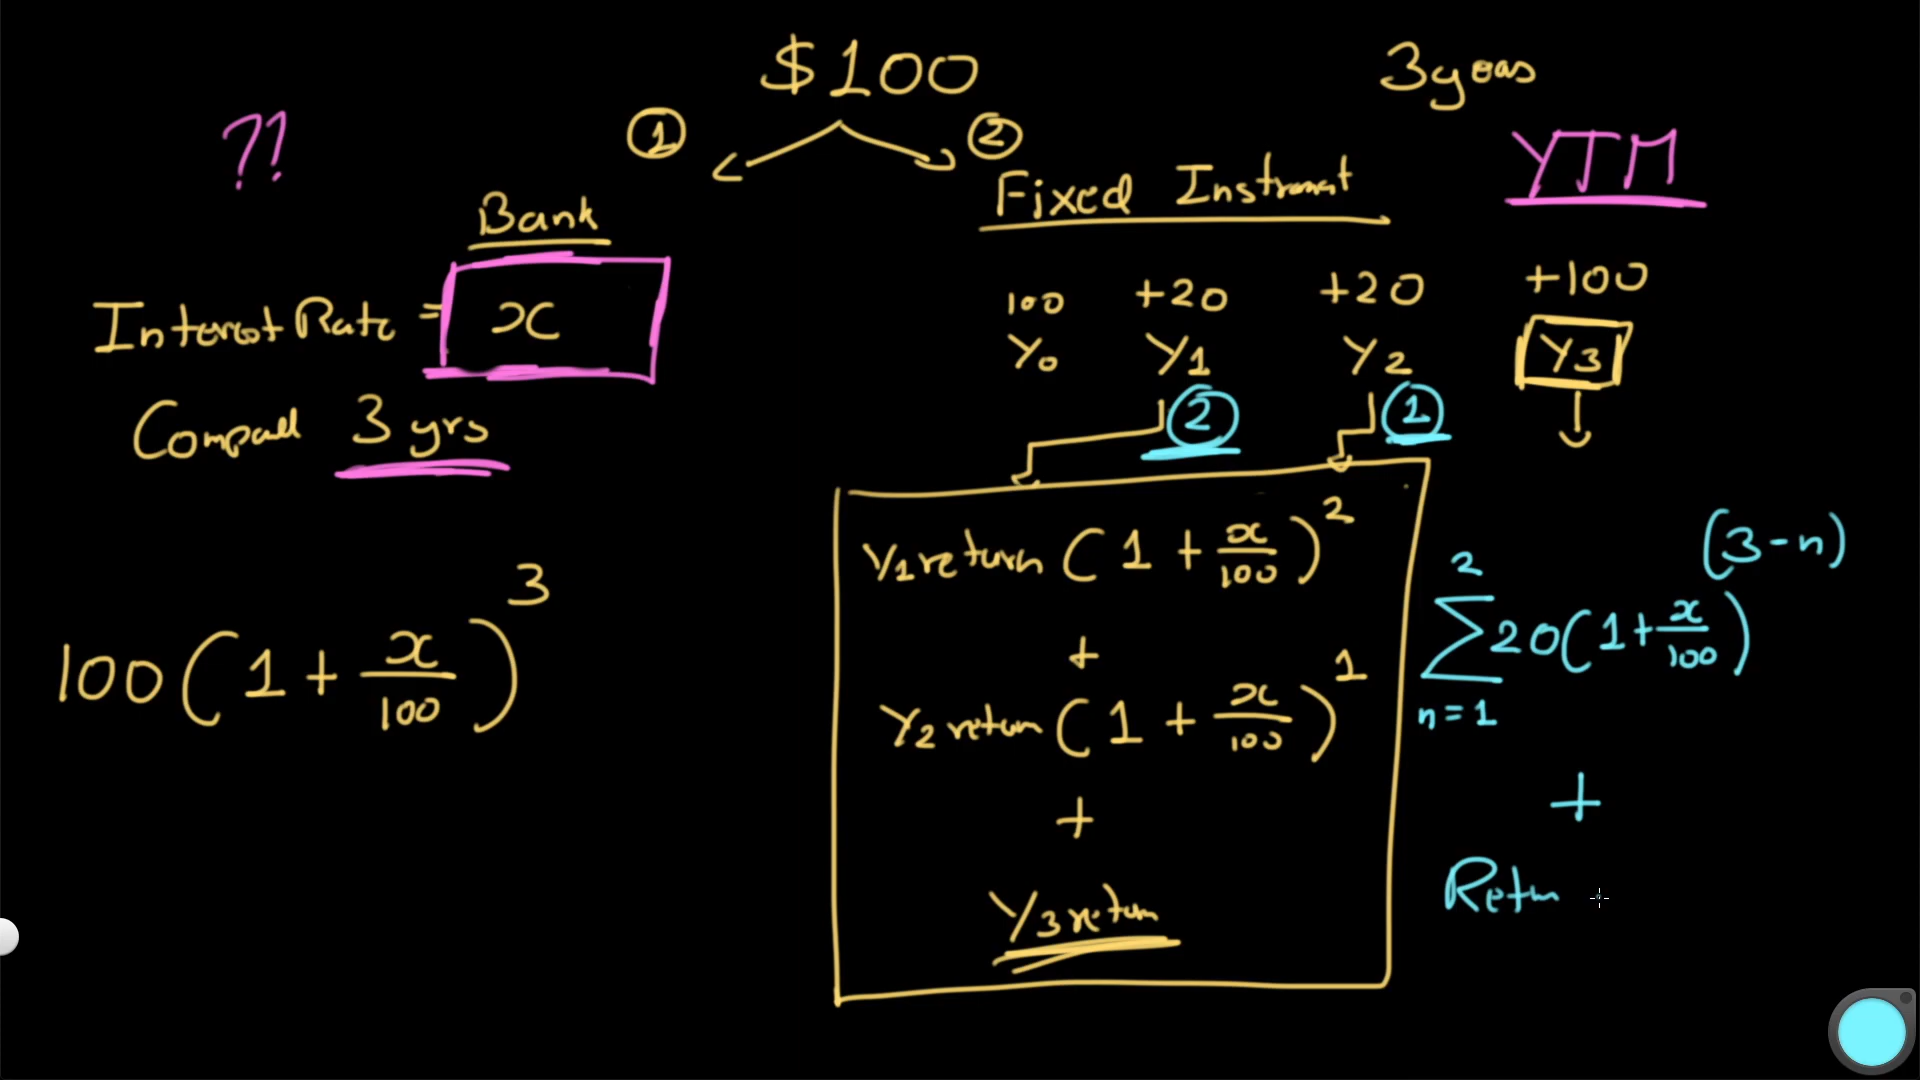 $100
3 years
??
①
②
Fixed Instrument
YTM
Bank
Interest Rate = x
100 +20 +20 +100
Y0 Y1 Y2 Y3
② ①
Compall 3 yrs
Y1 return (1 + x/100)^2
+
Y2 return (1 + x/100)^1
+
Y3 return
100 (1 + x/100)^3
2 (3-n)
Σ 20(1 + x/100)
n = 1
+
Retn